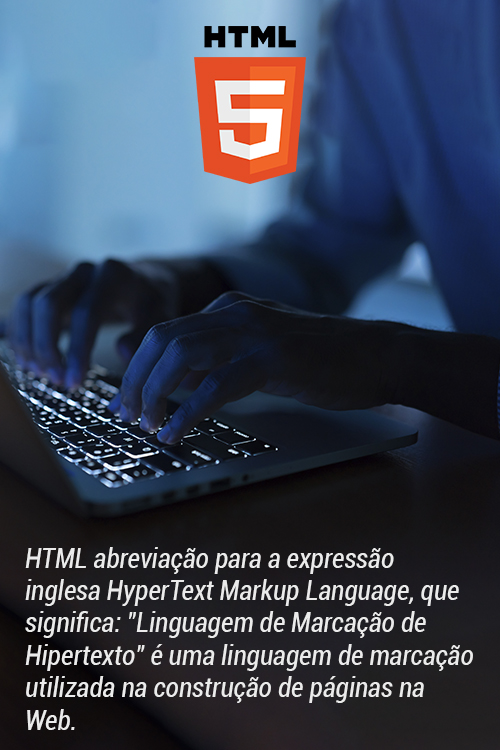 HTML
5
HTML abreviação para a expressão
inglesa HyperText Markup Language, que
significa: "Linguagem de Marcação de
Hipertexto" é uma linguagem de marcação
utilizada na construção de páginas na
Web.